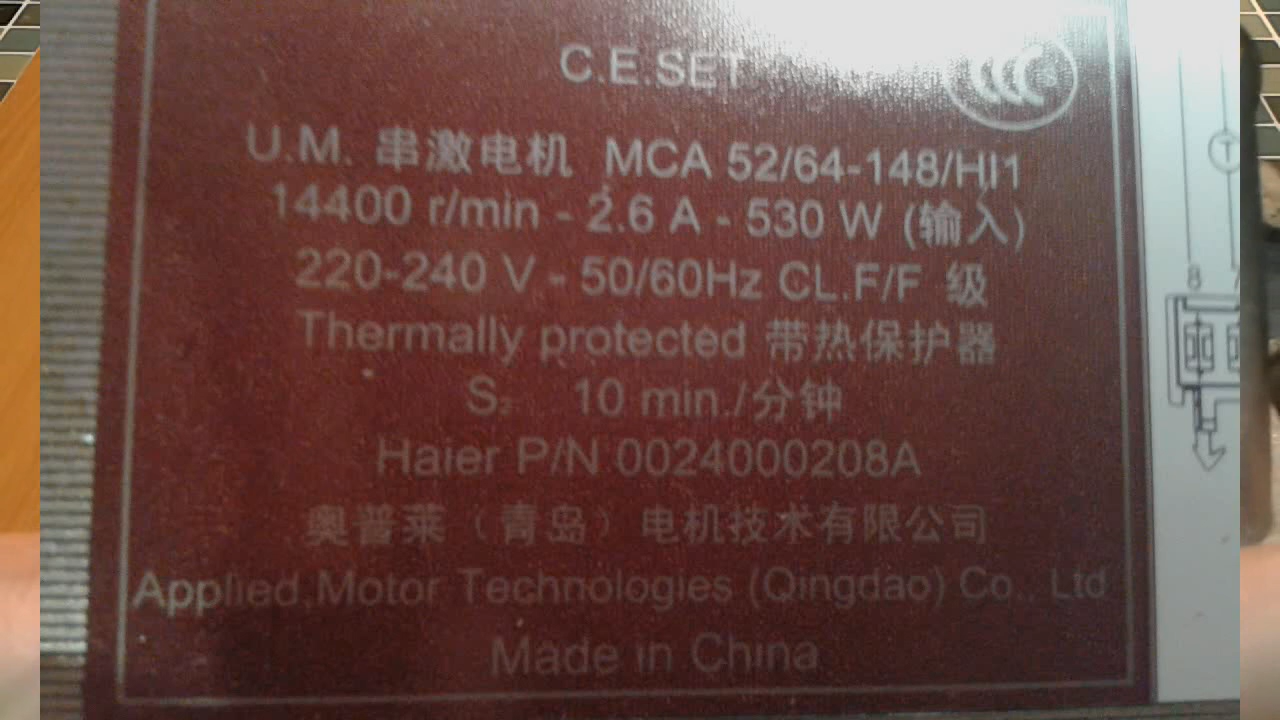 C.E.SET CCC
U.M. 串激电机 MCA 52/64-148/HI1
14400 r/min - 2.6 A - 530 W (输入)
220-240 V - 50/60Hz CL.F/F 级
Thermally protected 带热保护器
S₂ 10 min./分钟
Haier P/N 0024000208A
奥普莱（青岛）电机技术有限公司
Applied Motor Technologies (Qingdao) Co., Ltd
Made in China
T
8